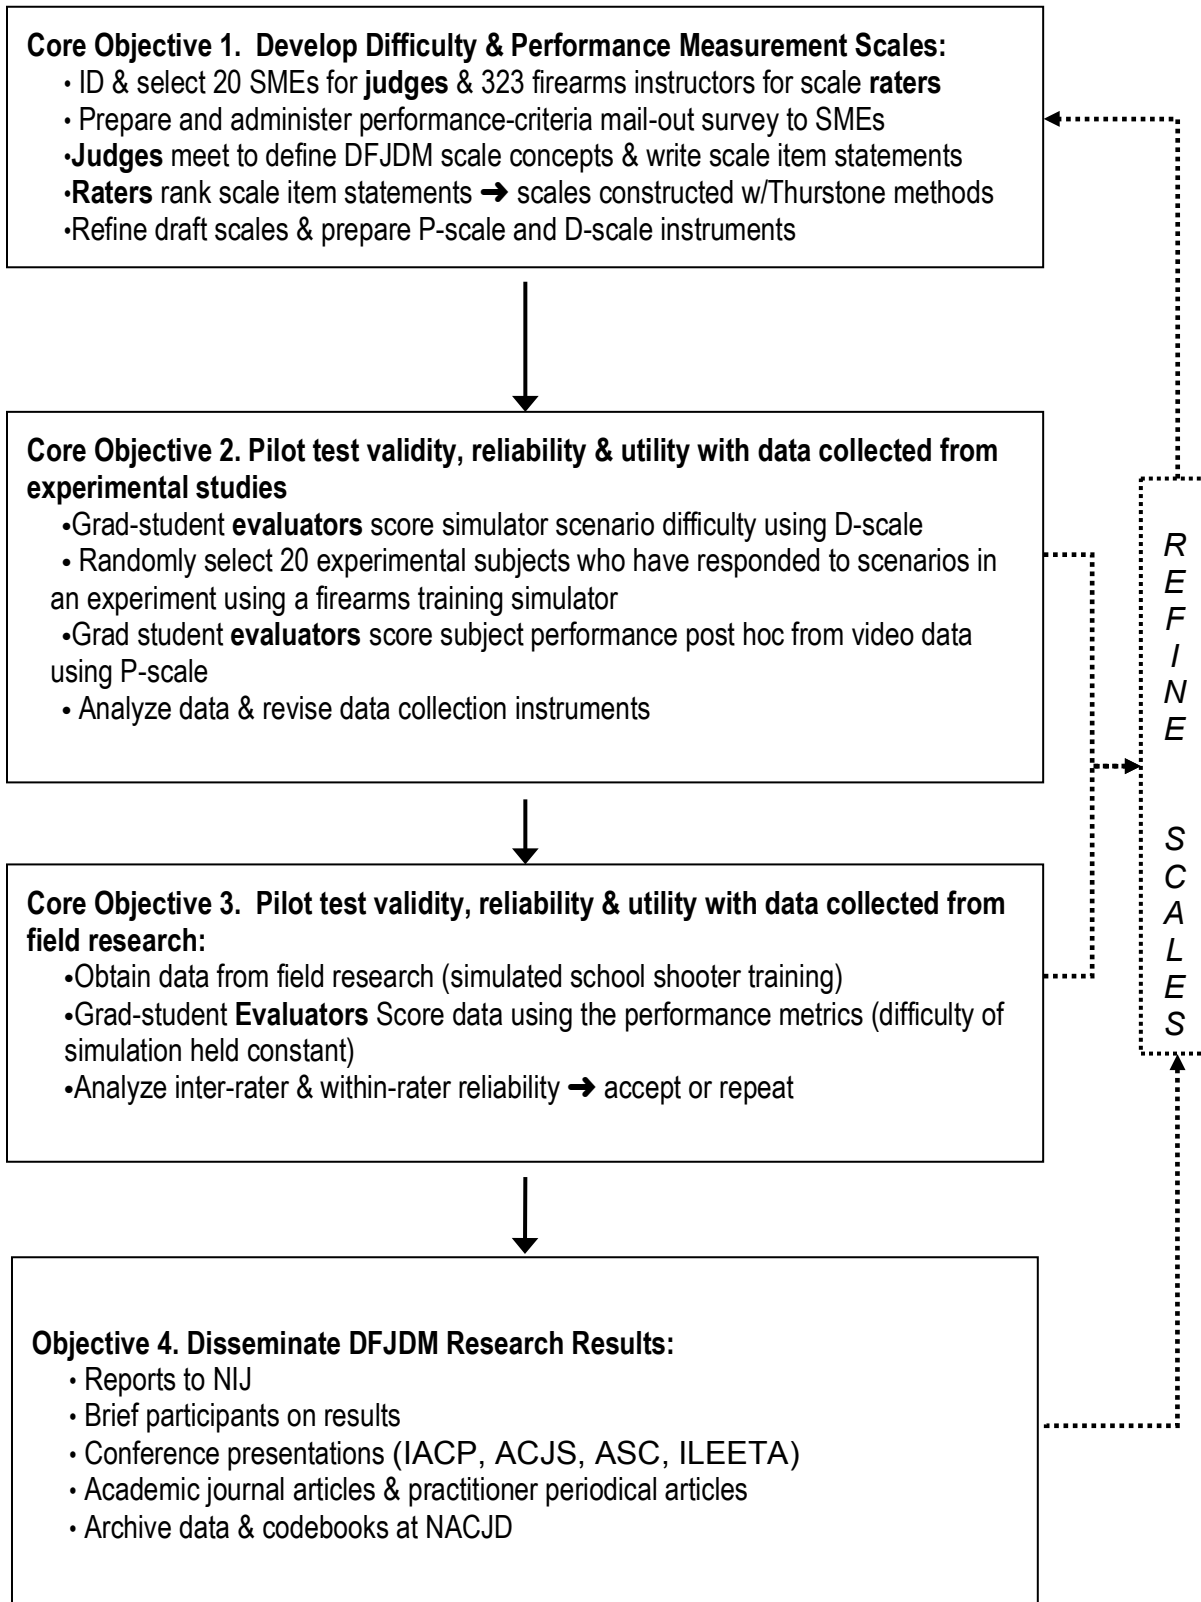 Core Objective 1.  Develop Difficulty & Performance Measurement Scales:
• ID & select 20 SMEs for judges & 323 firearms instructors for scale raters
• Prepare and administer performance-criteria mail-out survey to SMEs
•Judges meet to define DFJDM scale concepts & write scale item statements
•Raters rank scale item statements ➔ scales constructed w/Thurstone methods
•Refine draft scales & prepare P-scale and D-scale instruments
Core Objective 2. Pilot test validity, reliability & utility with data collected from
experimental studies
•Grad-student evaluators score simulator scenario difficulty using D-scale
• Randomly select 20 experimental subjects who have responded to scenarios in
an experiment using a firearms training simulator
•Grad student evaluators score subject performance post hoc from video data
using P-scale
• Analyze data & revise data collection instruments
Core Objective 3.  Pilot test validity, reliability & utility with data collected from
field research:
•Obtain data from field research (simulated school shooter training)
•Grad-student Evaluators Score data using the performance metrics (difficulty of
simulation held constant)
•Analyze inter-rater & within-rater reliability ➔ accept or repeat
Objective 4. Disseminate DFJDM Research Results:
• Reports to NIJ
• Brief participants on results
• Conference presentations (IACP, ACJS, ASC, ILEETA)
• Academic journal articles & practitioner periodical articles
• Archive data & codebooks at NACJD
REFINE
SCALES